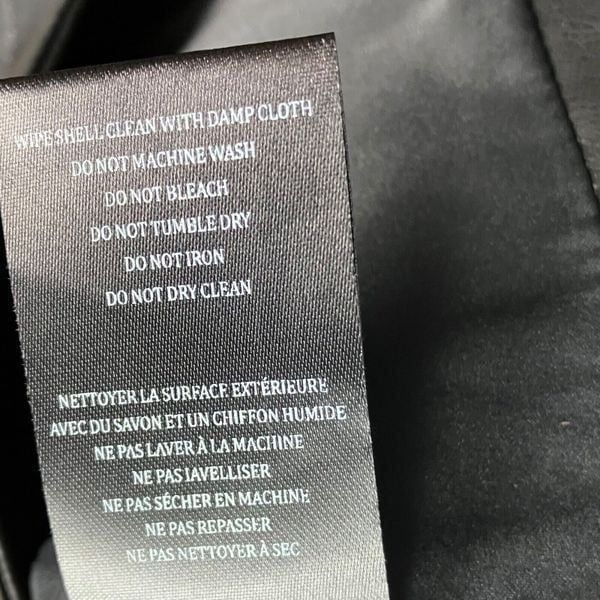 WIPE SHELL CLEAN WITH DAMP CLOTH
DO NOT MACHINE WASH
DO NOT BLEACH
DO NOT TUMBLE DRY
DO NOT IRON
DO NOT DRY CLEAN
NETTOYER LA SURFACE EXTÉRIEURE
AVEC DU SAVON ET UN CHIFFON HUMIDE
NE PAS LAVER À LA MACHINE
NE PAS JAVELLISER
NE PAS SÉCHER EN MACHINE
NE PAS REPASSER
NE PAS NETTOYER À SEC